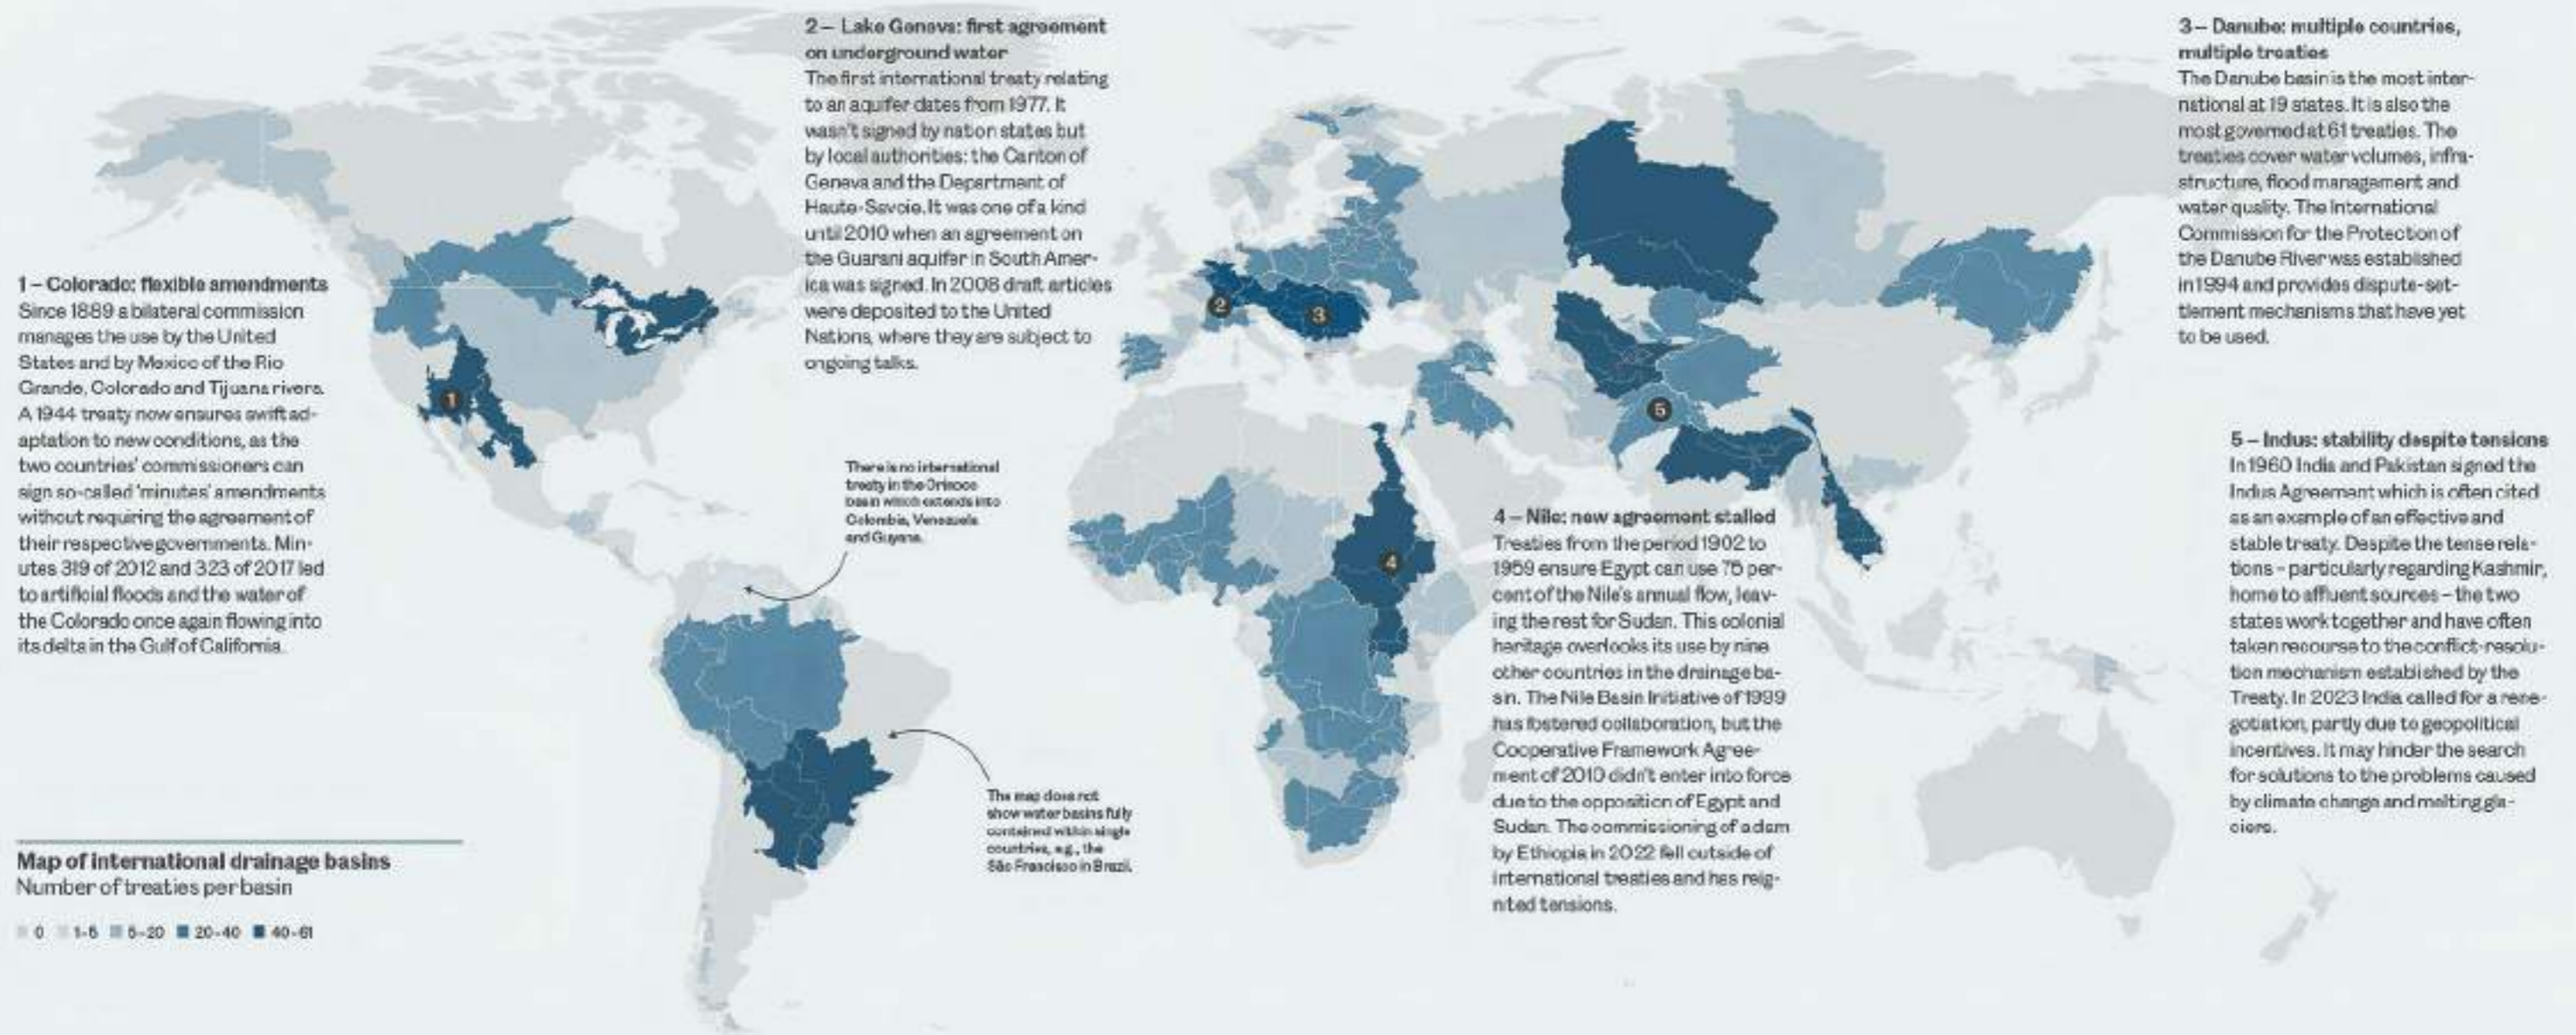 1 – Colorado: flexible amendments
Since 1889 a bilateral commission
manages the use by the United
States and by Mexico of the Rio
Grande, Colorado and Tijuana rivers.
A 1944 treaty now ensures swift ad-
aptation to new conditions, as the
two countries' commissioners can
sign so-called 'minutes' amendments
without requiring the agreement of
their respective governments. Min-
utes 319 of 2012 and 323 of 2017 led
to artificial floods and the water of
the Colorado once again flowing into
its delta in the Gulf of California.
2 – Lake Geneva: first agreement
on underground water
The first international treaty relating
to an aquifer dates from 1977. It
wasn't signed by nation states but
by local authorities: the Canton of
Geneva and the Department of
Haute-Savoie. It was one of a kind
until 2010 when an agreement on
the Guarani aquifer in South Amer-
ica was signed. In 2008 draft articles
were deposited to the United
Nations, where they are subject to
ongoing talks.
3 – Danube: multiple countries,
multiple treaties
The Danube basin is the most inter-
national at 19 states. It is also the
most governed at 61 treaties. The
treaties cover water volumes, infra-
structure, flood management and
water quality. The International
Commission for the Protection of
the Danube River was established
in 1994 and provides dispute-set-
tlement mechanisms that have yet
to be used.
4 – Nile: new agreement stalled
Treaties from the period 1902 to
1959 ensure Egypt can use 75 per-
cent of the Nile's annual flow, leav-
ing the rest for Sudan. This colonial
heritage overlooks its use by nine
other countries in the drainage ba-
sin. The Nile Basin Initiative of 1999
has fostered collaboration, but the
Cooperative Framework Agree-
ment of 2010 didn't enter into force
due to the opposition of Egypt and
Sudan. The commissioning of a dam
by Ethiopia in 2022 fell outside of
international treaties and has reig-
nited tensions.
5 – Indus: stability despite tensions
In 1960 India and Pakistan signed the
Indus Agreement which is often cited
as an example of an effective and
stable treaty. Despite the tense rela-
tions – particularly regarding Kashmir,
home to affluent sources – the two
states work together and have often
taken recourse to the conflict-resolu-
tion mechanism established by the
Treaty. In 2023 India called for a rene-
gotiation, partly due to geopolitical
incentives. It may hinder the search
for solutions to the problems caused
by climate change and melting gla-
ciers.
There is no international
treaty in the Orinoco
basin which extends into
Colombia, Venezuela
and Guyana.
The map does not
show water basins fully
contained within single
countries, e.g., the
São Francisco in Brazil.
1
2
3
4
5
Map of international drainage basins
Number of treaties per basin
0 1-5 5-20 20-40 40-61